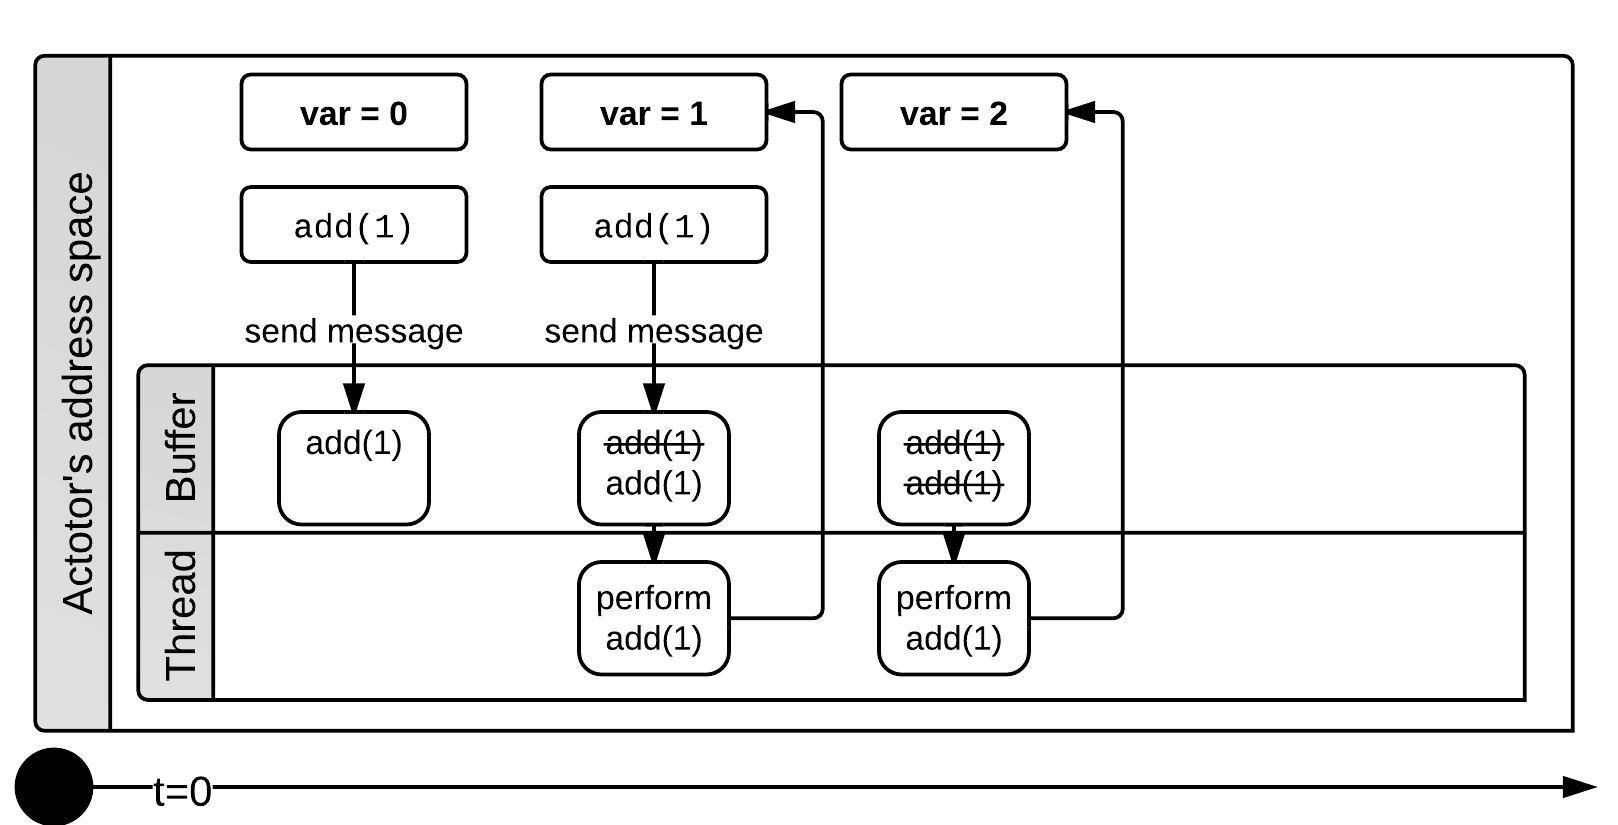 Actotor's address space
var = 0
var = 1
var = 2
add(1)
add(1)
send message
send message
Buffer
add(1)
add(1)
add(1)
add(1)
add(1)
Thread
perform
add(1)
perform
add(1)
t=0